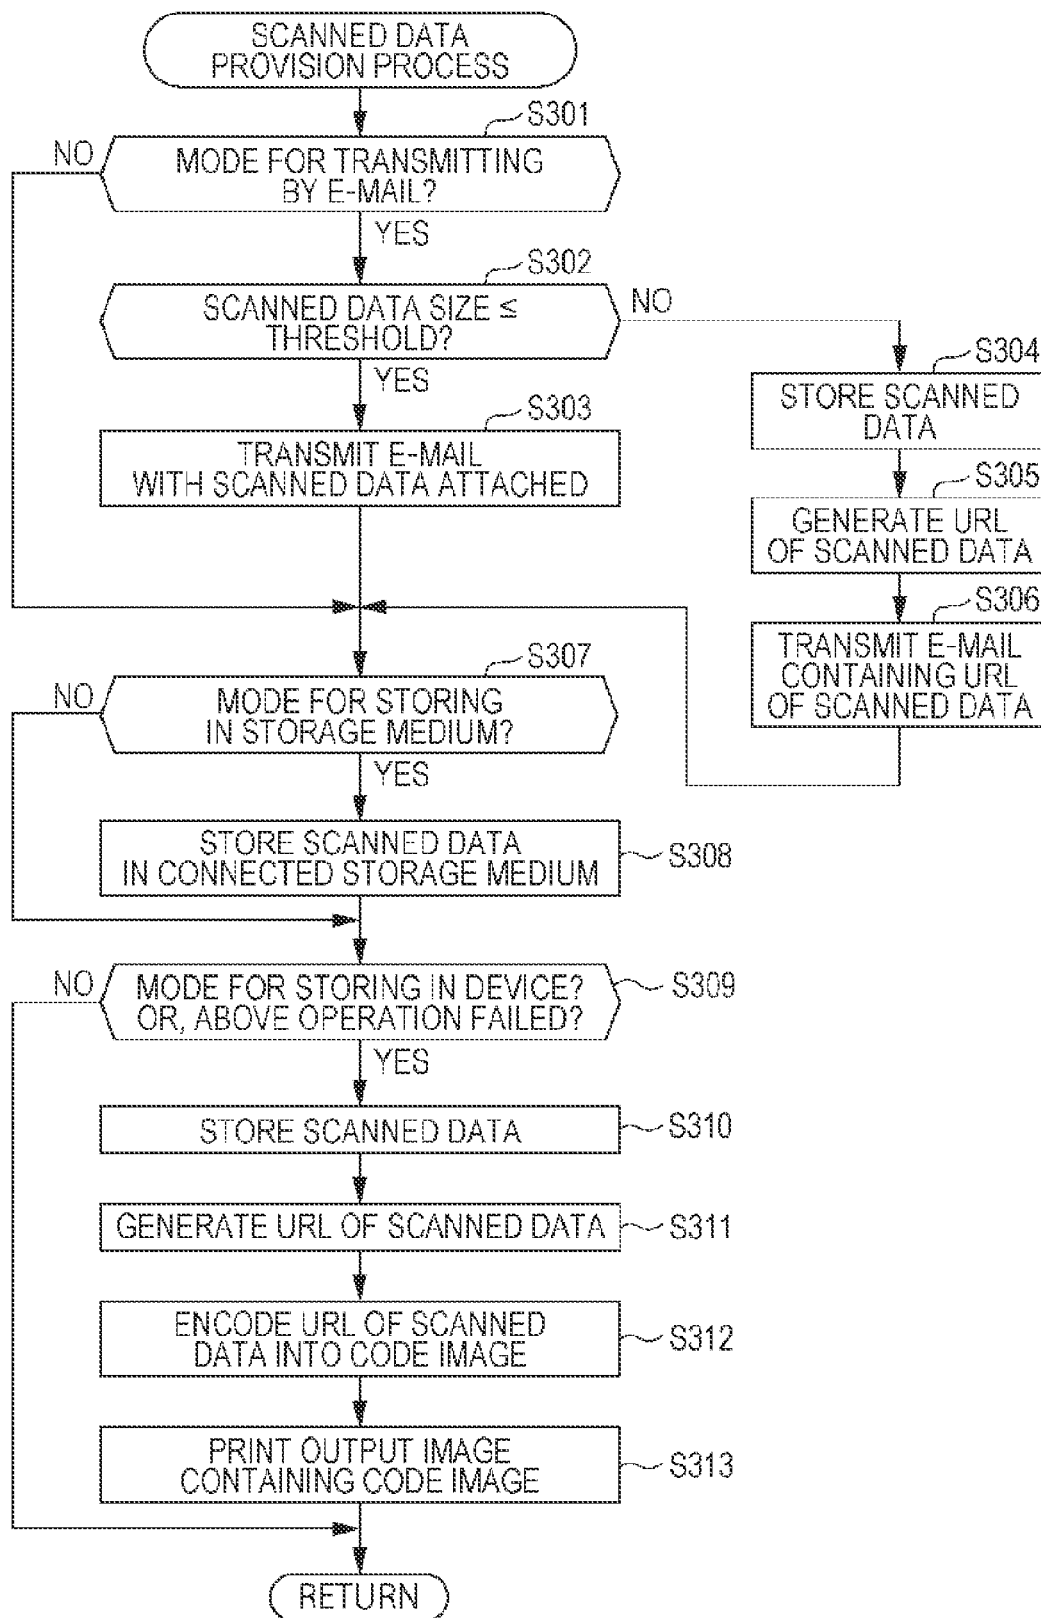 SCANNED DATA
PROVISION PROCESS
S301
NO
MODE FOR TRANSMITTING
BY E-MAIL?
YES
S302
SCANNED DATA SIZE ≤
THRESHOLD?
NO
YES
S303
TRANSMIT E-MAIL
WITH SCANNED DATA ATTACHED
S304
STORE SCANNED
DATA
S305
GENERATE URL
OF SCANNED DATA
S306
TRANSMIT E-MAIL
CONTAINING URL
OF SCANNED DATA
S307
NO
MODE FOR STORING
IN STORAGE MEDIUM?
YES
STORE SCANNED DATA
IN CONNECTED STORAGE MEDIUM
S308
NO
MODE FOR STORING IN DEVICE?
OR, ABOVE OPERATION FAILED?
S309
YES
STORE SCANNED DATA
S310
GENERATE URL OF SCANNED DATA
S311
ENCODE URL OF SCANNED
DATA INTO CODE IMAGE
S312
PRINT OUTPUT IMAGE
CONTAINING CODE IMAGE
S313
RETURN